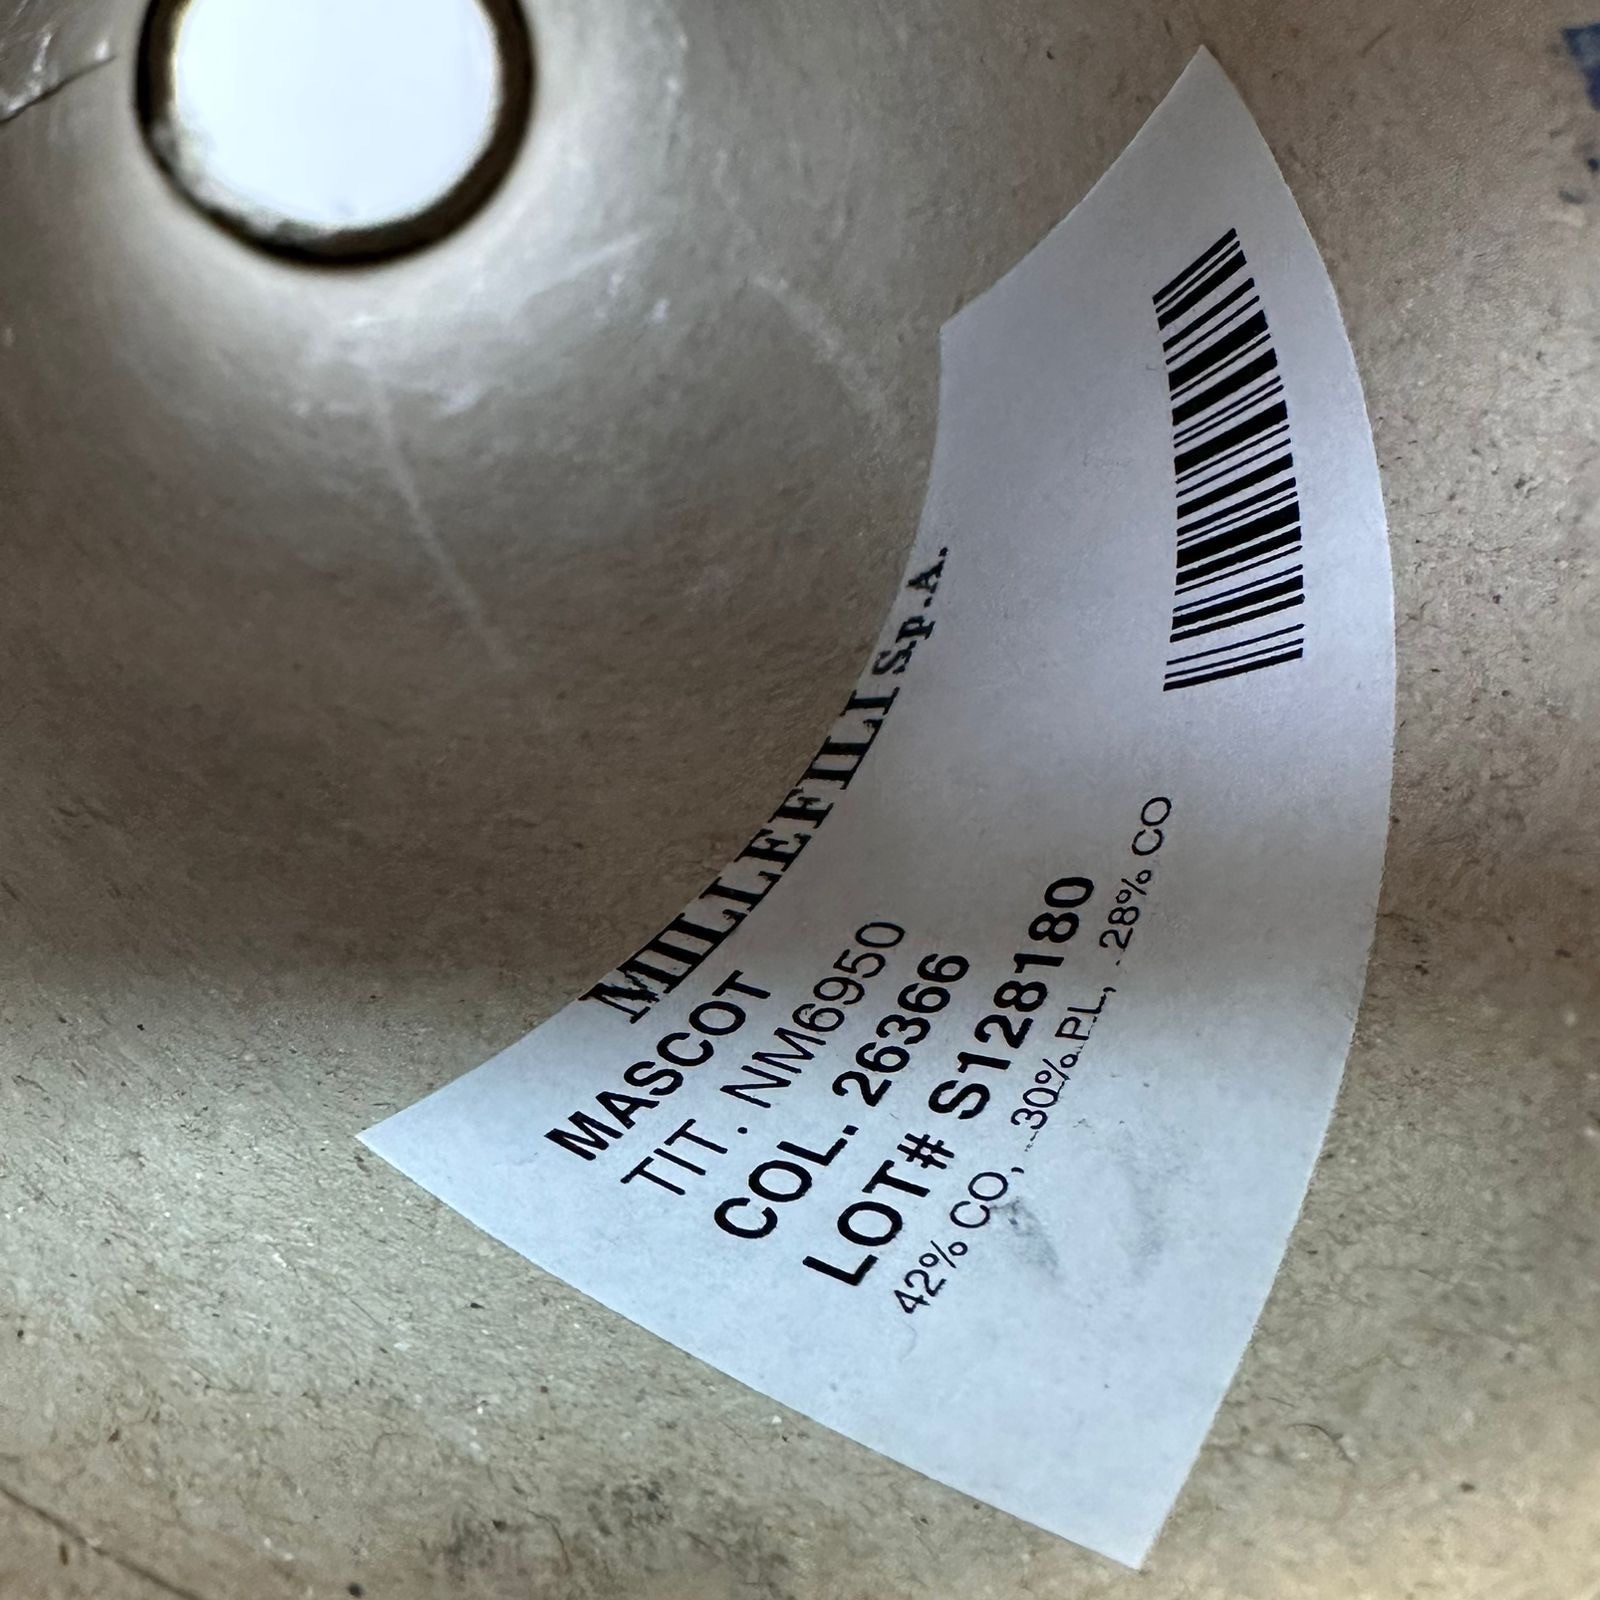 MILLEFILI S.p.A.
MASCOT
TIT. NM6950
COL. 26366
LOT# S128180
42% CO, 30% PL, 28% CO